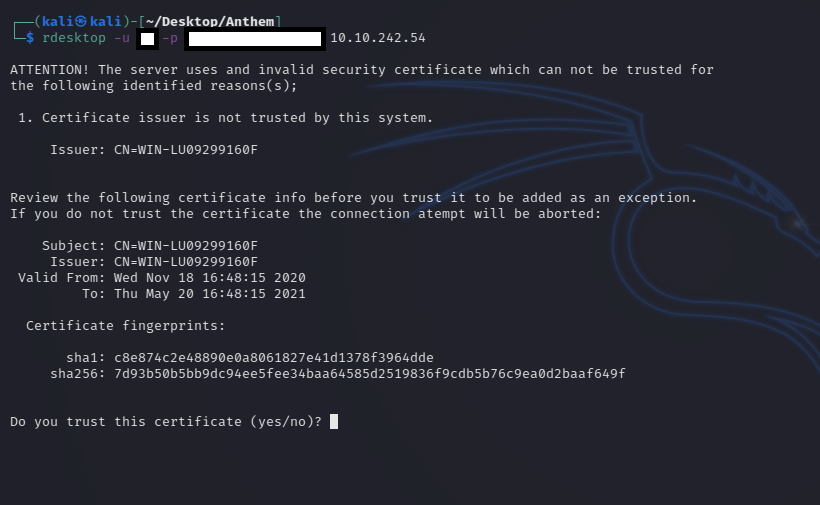 (kali㉿kali)-[~/Desktop/Anthem]
$ rdesktop -u -p 10.10.242.54
ATTENTION! The server uses and invalid security certificate which can not be trusted for
the following identified reasons(s);
1. Certificate issuer is not trusted by this system.
Issuer: CN=WIN-LU09299160F
Review the following certificate info before you trust it to be added as an exception.
If you do not trust the certificate the connection atempt will be aborted:
Subject: CN=WIN-LU09299160F
Issuer: CN=WIN-LU09299160F
Valid From: Wed Nov 18 16:48:15 2020
To: Thu May 20 16:48:15 2021
Certificate fingerprints:
sha1: c8e874c2e48890e0a8061827e41d1378f3964dde
sha256: 7d93b50b5bb9dc94ee5fee34baa64585d2519836f9cdb5b76c9ea0d2baaf649f
Do you trust this certificate (yes/no)?